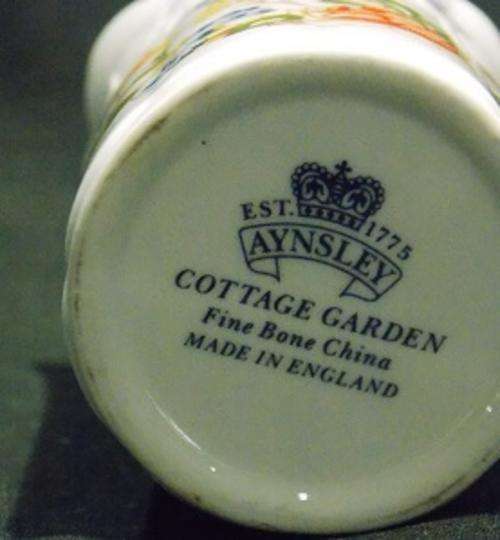 EST. 1775
AYNSLEY
COTTAGE GARDEN
Fine Bone China
MADE IN ENGLAND